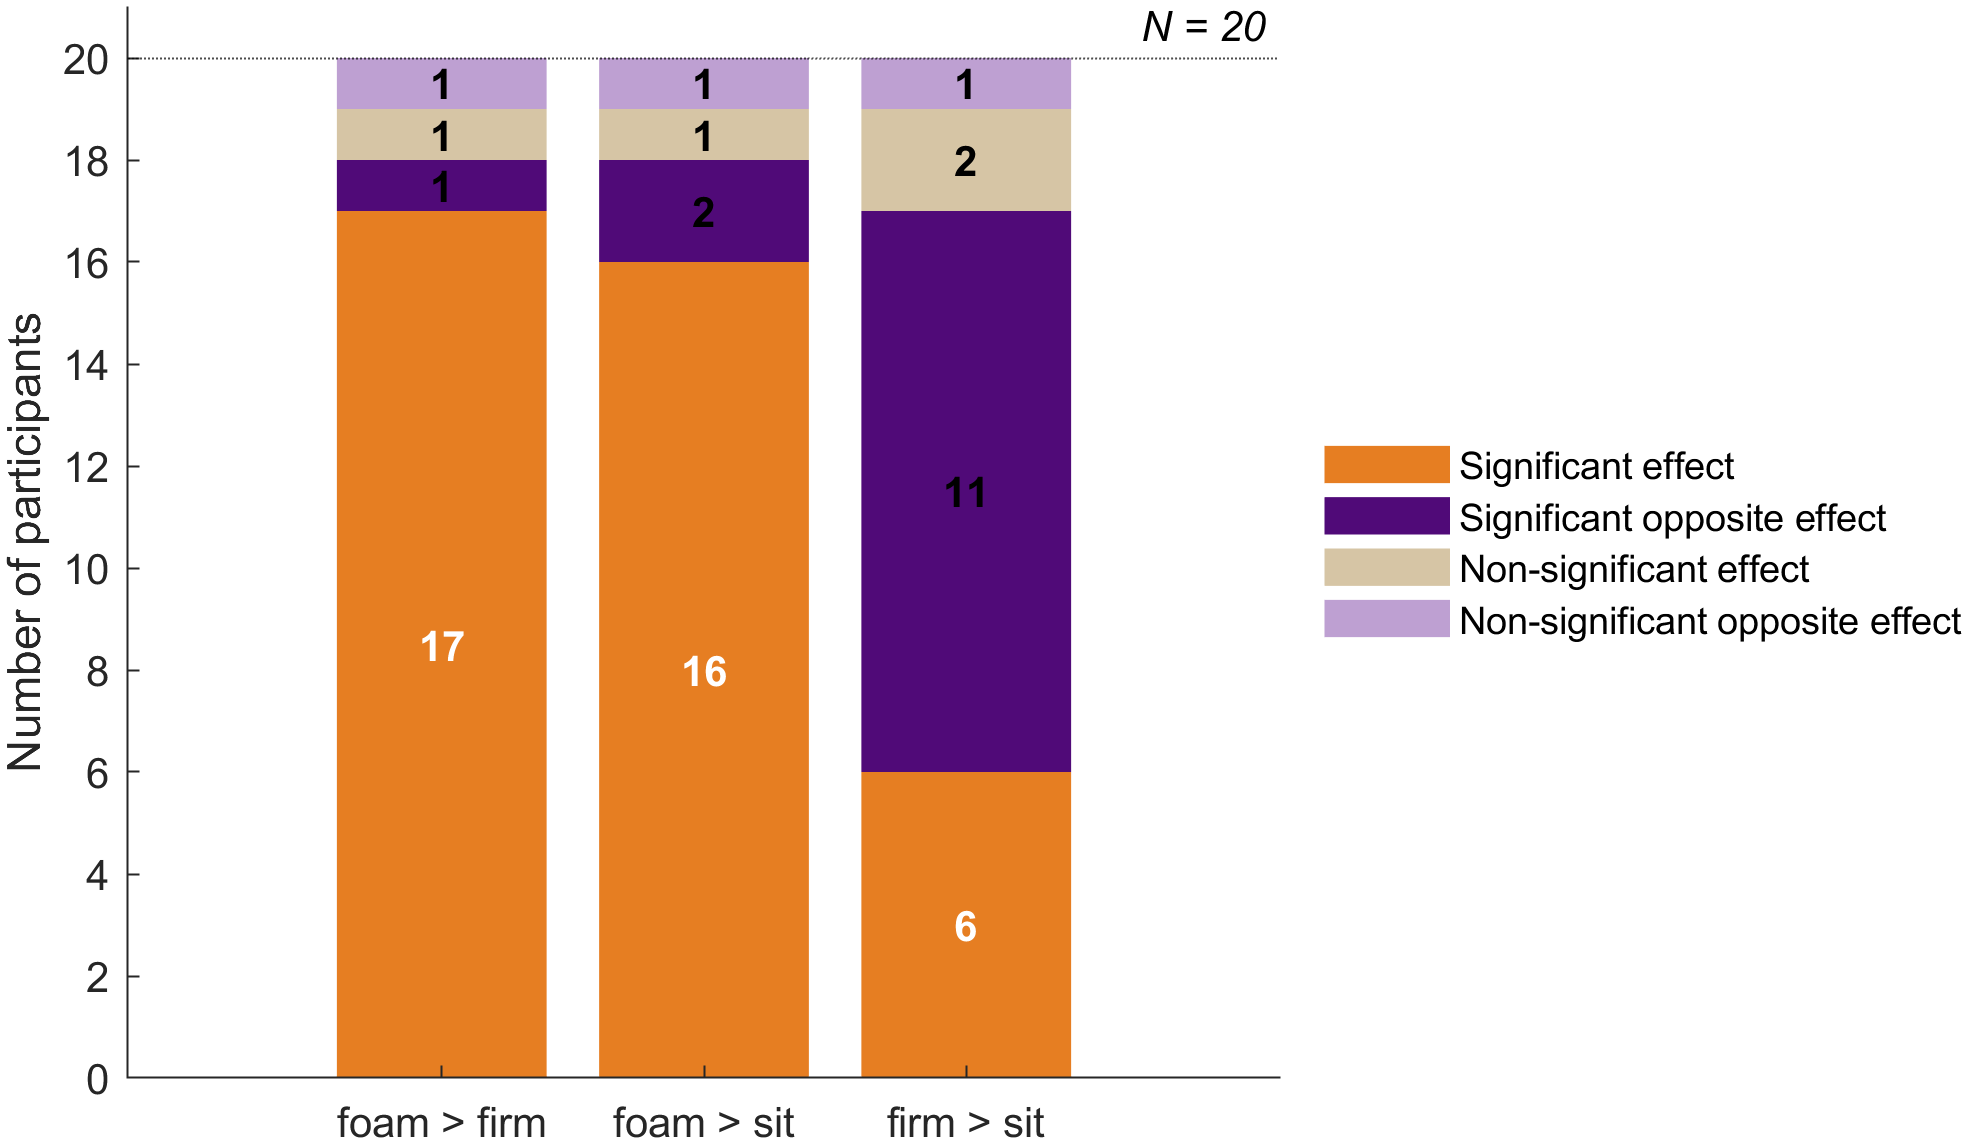 N = 20
20
18
16
14
12
10
8
6
4
2
0
Number of participants
1
1
1
17
1
1
2
16
1
2
11
6
foam > firm
foam > sit
firm > sit
Significant effect
Significant opposite effect
Non-significant effect
Non-significant opposite effect